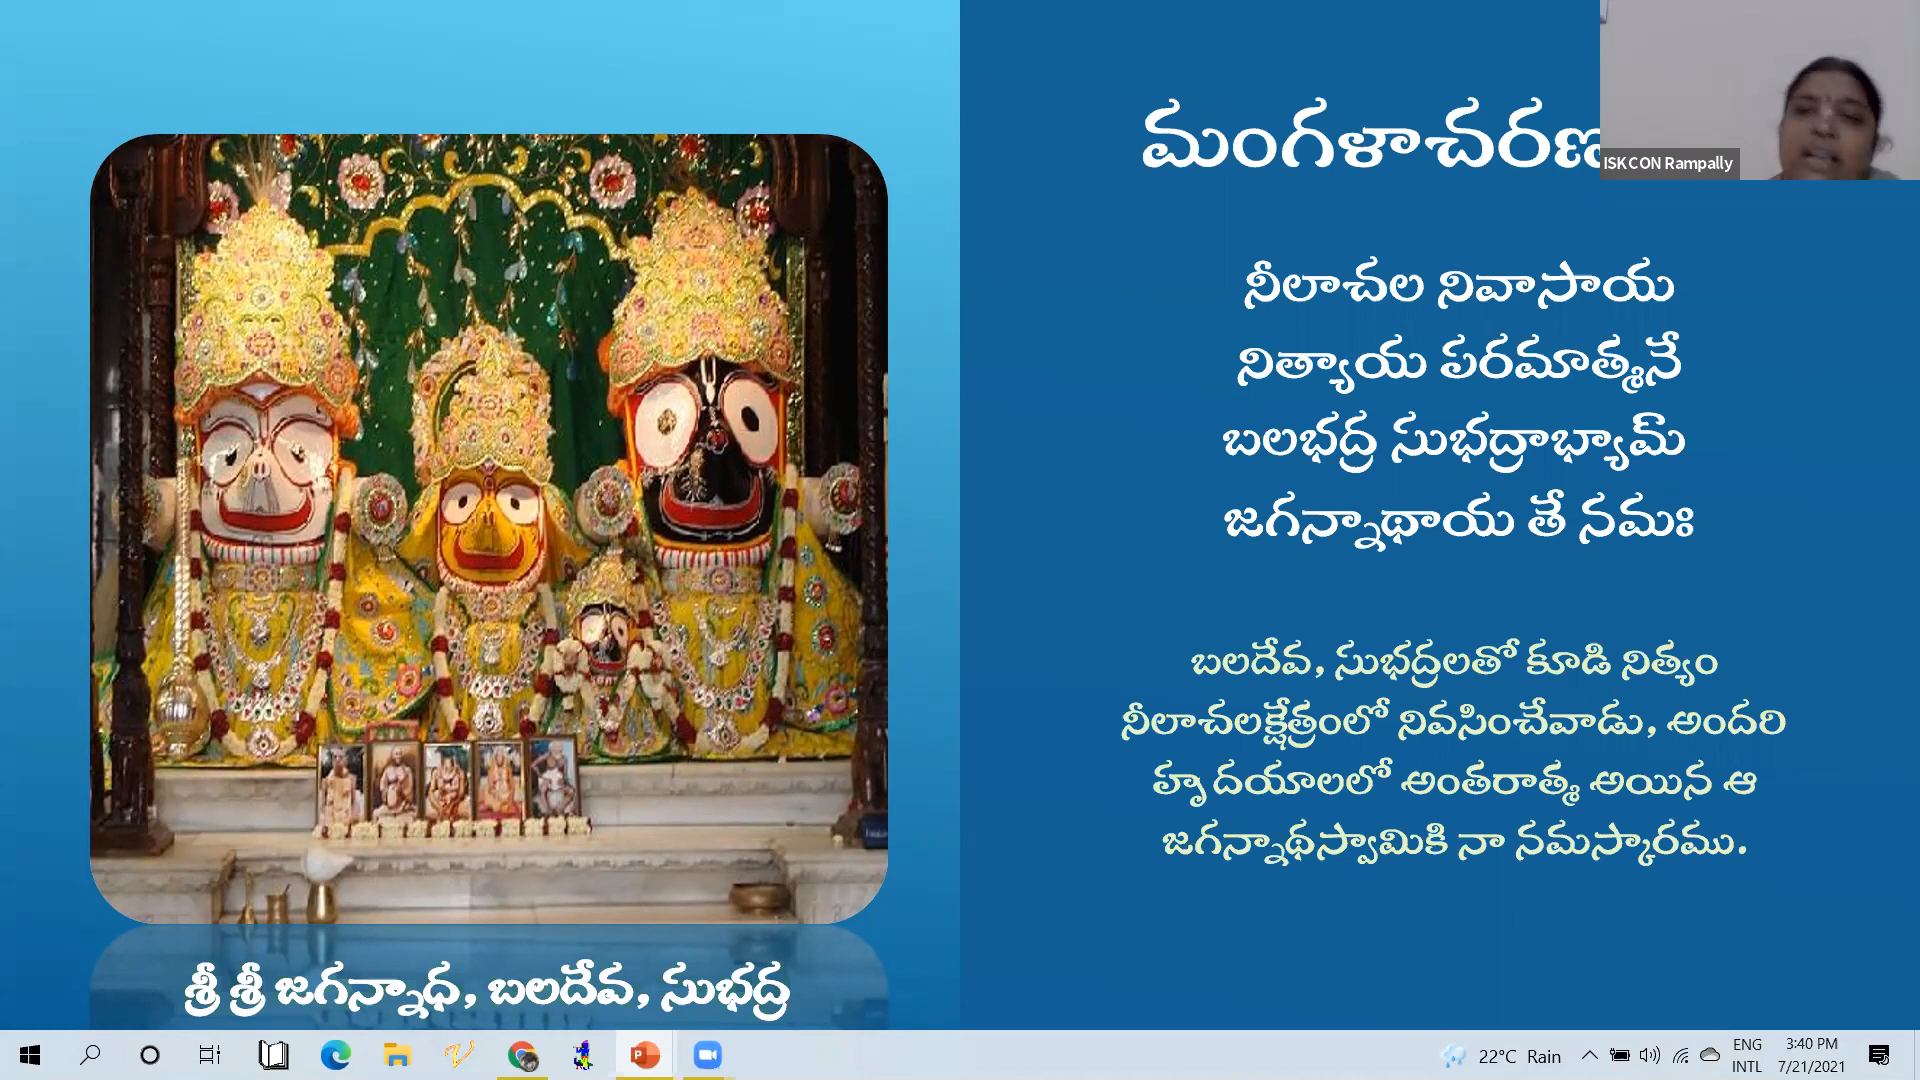 మంగళాచరణ
ISKCON Rampally
నీలాచల నివాసాయ
నిత్యాయ పరమాత్మనే
బలభద్ర సుభద్రాభ్యామ్
జగన్నాథాయ తే నమః
బలదేవ, సుభద్రలతో కూడి నిత్యం
నీలాచలక్షేత్రంలో నివసించేవాడు, అందరి
హృదయాలలో అంతరాత్మ అయిన ఆ
జగన్నాథస్వామికి నా నమస్కారము.
శ్రీ శ్రీ జగన్నాధ, బలదేవ, సుభద్ర
22°C Rain
ENG
INTL
3:40 PM
7/21/2021